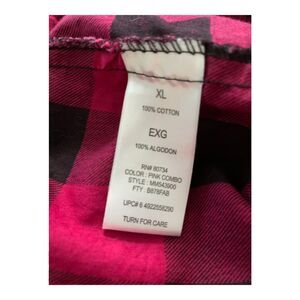 XL
100% COTTON
EXG
100% ALGODON
RN# 80734
COLOR : PINK COMBO
STYLE : MM543900
FTY : B878FAB
UPC# 6 4922558290
TURN FOR CARE